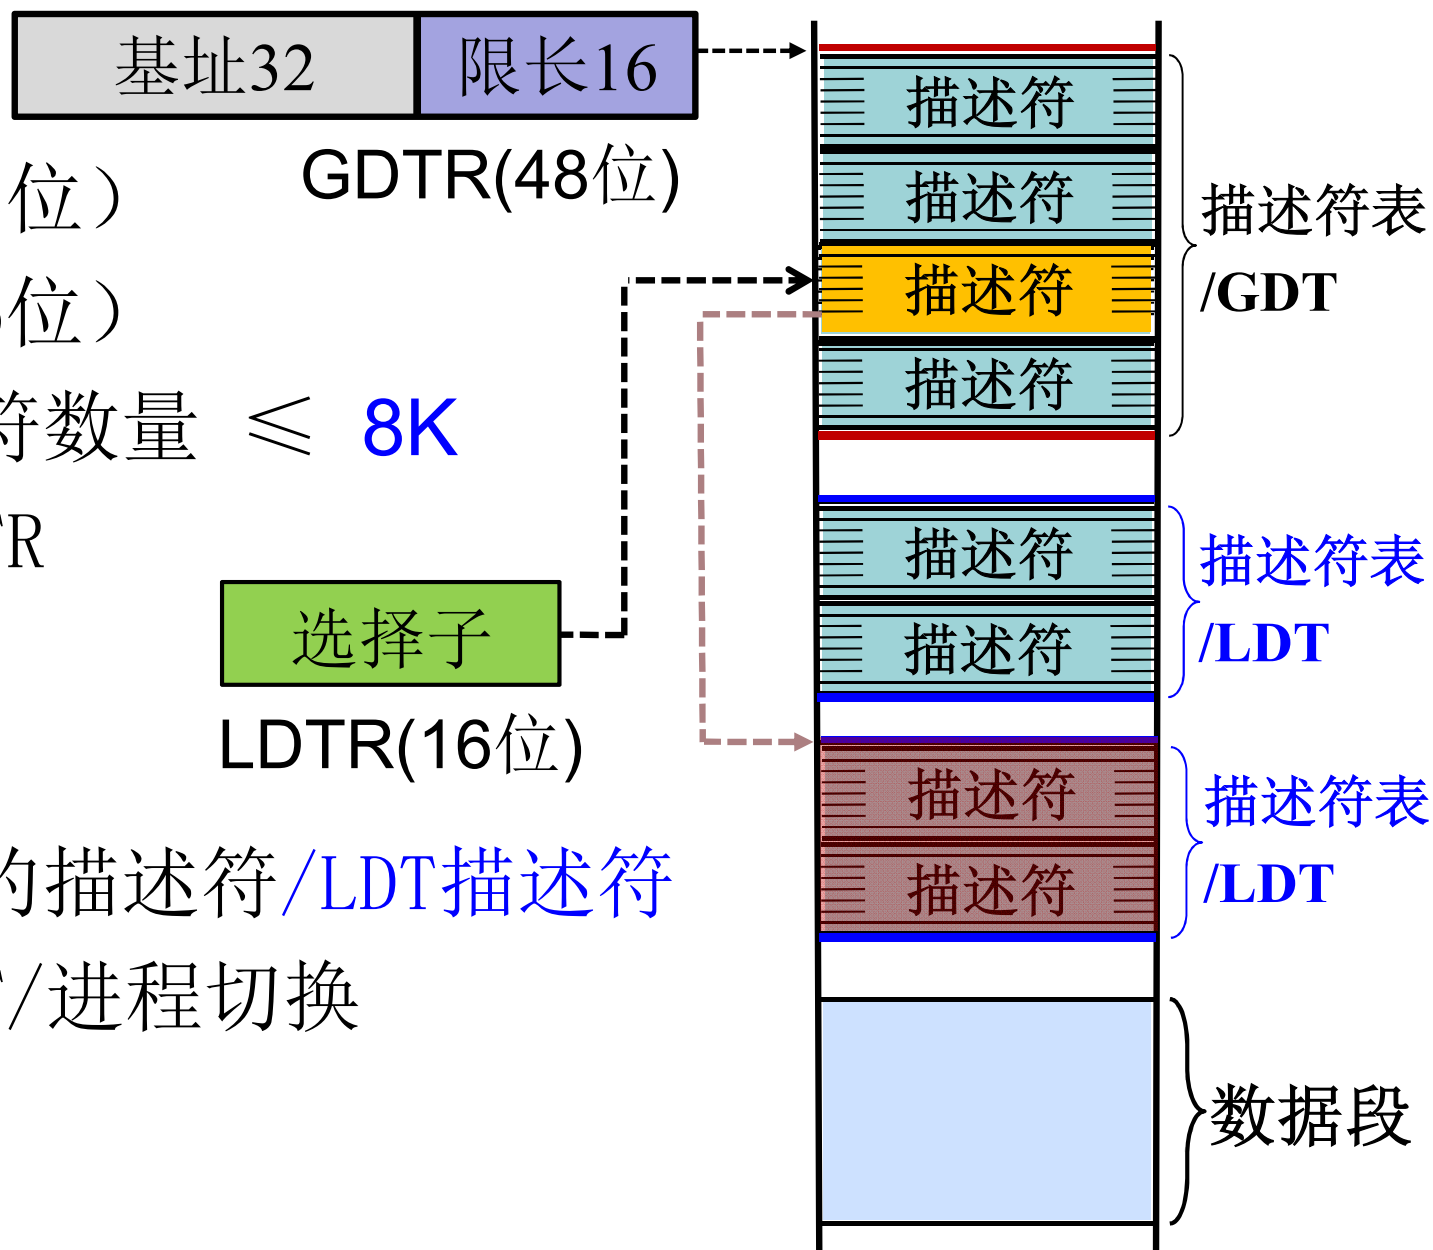 基址32 限长16
GDTR(48位)
位）
位）
符数量 ≤ 8K
R
选择子
LDTR(16位)
的描述符/LDT描述符
/进程切换
描述符
描述符
描述符
描述符
描述符表
/GDT
描述符
描述符
描述符表
/LDT
描述符
描述符
描述符表
/LDT
数据段